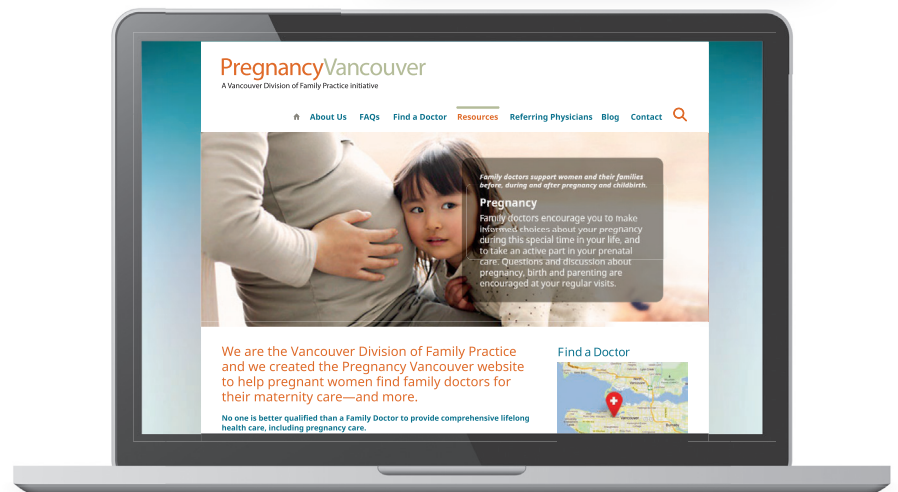 PregnancyVancouver
A Vancouver Division of Family Practice initiative
About Us FAQs Find a Doctor Resources Referring Physicians Blog Contact
Family doctors support women and their families
before, during and after pregnancy and childbirth.
Pregnancy
Family doctors encourage you to make
informed choices about your pregnancy
during this special time in your life, and
to take an active part in your prenatal
care. Questions and discussion about
pregnancy, birth and parenting are
encouraged at your regular visits.
We are the Vancouver Division of Family Practice
and we created the Pregnancy Vancouver website
to help pregnant women find family doctors for
their maternity care—and more.
No one is better qualified than a Family Doctor to provide comprehensive lifelong
health care, including pregnancy care.
Find a Doctor
North
Vancouver
Vancouver
Burnaby